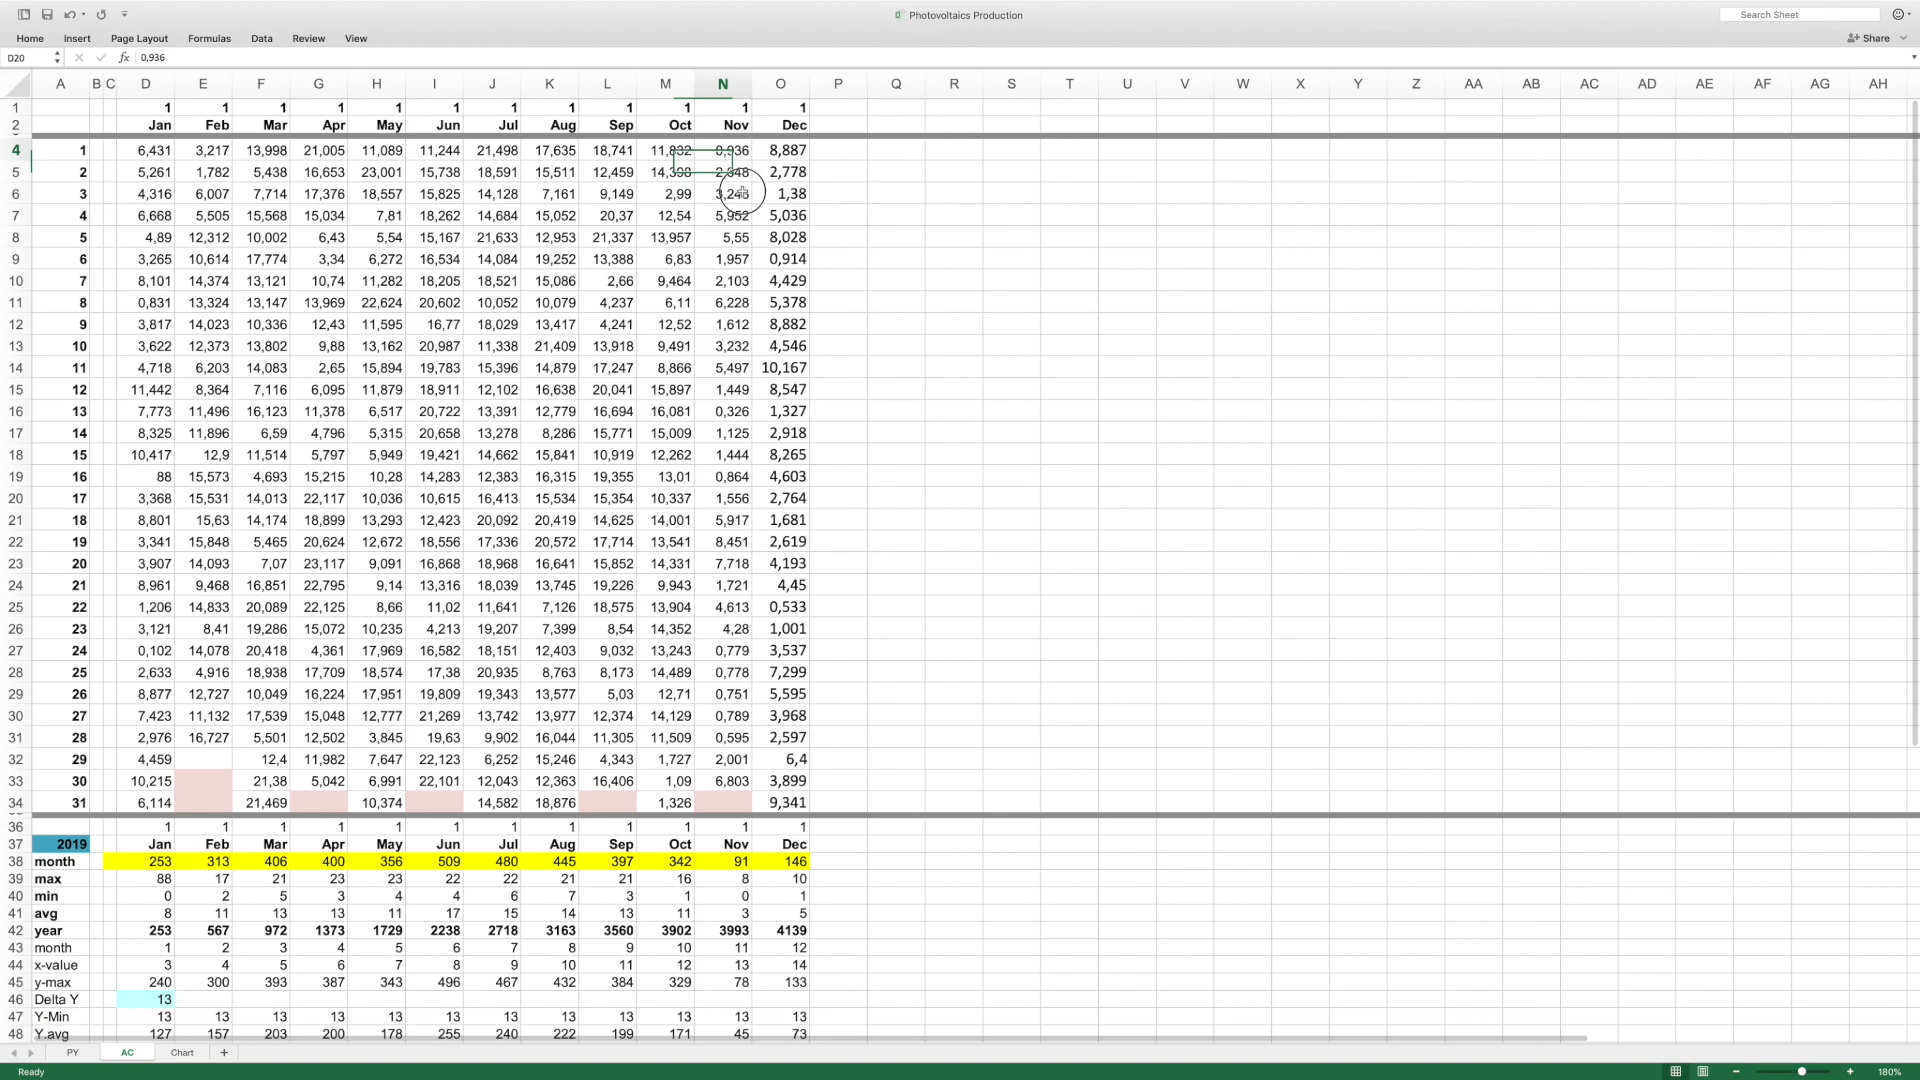 Photovoltaics Production
Search Sheet
Home Insert Page Layout Formulas Data Review View
Share
D20 fx 0,936
A B C D E F G H I J K L M N O P Q R S T U V W X Y Z AA AB AC AD AE AF AG AH
1 1 1 1 1 1 1 1 1 1 1 1 1
2 Jan Feb Mar Apr May Jun Jul Aug Sep Oct Nov Dec
4 1 6,431 3,217 13,998 21,005 11,089 11,244 21,498 17,635 18,741 11,832 0,936 8,887
5 2 5,261 1,782 5,438 16,653 23,001 15,738 18,591 15,511 12,459 14,398 2,348 2,778
6 3 4,316 6,007 7,714 17,376 18,557 15,825 14,128 7,161 9,149 2,99 1,38
7 4 6,668 5,505 15,568 15,034 7,81 18,262 14,684 15,052 20,37 12,54 5,952 5,036
8 5 4,89 12,312 10,002 6,43 5,54 15,167 21,633 12,953 21,337 13,957 5,55 8,028
9 6 3,265 10,614 17,774 3,34 6,272 16,534 14,084 19,252 13,388 6,83 1,957 0,914
10 7 8,101 14,374 13,121 10,74 11,282 18,205 18,521 15,086 2,66 9,464 2,103 4,429
11 8 0,831 13,324 13,147 13,969 22,624 20,602 10,052 10,079 4,237 6,11 6,228 5,378
12 9 3,817 14,023 10,336 12,43 11,595 16,77 18,029 13,417 4,241 12,52 1,612 8,882
13 10 3,622 12,373 13,802 9,88 13,162 20,987 11,338 21,409 13,918 9,491 3,232 4,546
14 11 4,718 6,203 14,083 2,65 15,894 19,783 15,396 14,879 17,247 8,866 5,497 10,167
15 12 11,442 8,364 7,116 6,095 11,879 18,911 12,102 16,638 20,041 15,897 1,449 8,547
16 13 7,773 11,496 16,123 11,378 6,517 20,722 13,391 12,779 16,694 16,081 0,326 1,327
17 14 8,325 11,896 6,59 4,796 5,315 20,658 13,278 8,286 15,771 15,009 1,125 2,918
18 15 10,417 12,9 11,514 5,797 5,949 19,421 14,662 15,841 10,919 12,262 1,444 8,265
19 16 88 15,573 4,693 15,215 10,28 14,283 12,383 16,315 19,355 13,01 0,864 4,603
20 17 3,368 15,531 14,013 22,117 10,036 10,615 16,413 15,534 15,354 10,337 1,556 2,764
21 18 8,801 15,63 14,174 18,899 13,293 12,423 20,092 20,419 14,625 14,001 5,917 1,681
22 19 3,341 15,848 5,465 20,624 12,672 18,556 17,336 20,572 17,714 13,541 8,451 2,619
23 20 3,907 14,093 7,07 23,117 9,091 16,868 18,968 16,641 15,852 14,331 7,718 4,193
24 21 8,961 9,468 16,851 22,795 9,14 13,316 18,039 13,745 19,226 9,943 1,721 4,45
25 22 1,206 14,833 20,089 22,125 8,66 11,02 11,641 7,126 18,575 13,904 4,613 0,533
26 23 3,121 8,41 19,286 15,072 10,235 4,213 19,207 7,399 8,54 14,352 4,28 1,001
27 24 0,102 14,078 20,418 4,361 17,969 16,582 18,151 12,403 9,032 13,243 0,779 3,537
28 25 2,633 4,916 18,938 17,709 18,574 17,38 20,935 8,763 8,173 14,489 0,778 7,299
29 26 8,877 12,727 10,049 16,224 17,951 19,809 19,343 13,577 5,03 12,71 0,751 5,595
30 27 7,423 11,132 17,539 15,048 12,777 21,269 13,742 13,977 12,374 14,129 0,789 3,968
31 28 2,976 16,727 5,501 12,502 3,845 19,63 9,902 16,044 11,305 11,509 0,595 2,597
32 29 4,459 12,4 11,982 7,647 22,123 6,252 15,246 4,343 1,727 2,001 6,4
33 30 10,215 21,38 5,042 6,991 22,101 12,043 12,363 16,406 1,09 6,803 3,899
34 31 6,114 21,469 10,374 14,582 18,876 1,326 9,341
36 1 1 1 1 1 1 1 1 1 1 1 1
37 2019 Jan Feb Mar Apr May Jun Jul Aug Sep Oct Nov Dec
38 month 253 313 406 400 356 509 480 445 397 342 91 146
39 max 88 17 21 23 23 22 22 21 21 16 8 10
40 min 0 2 5 3 4 4 6 7 3 1 0 1
41 avg 8 11 13 13 11 17 15 14 13 11 3 5
42 year 253 567 972 1373 1729 2238 2718 3163 3560 3902 3993 4139
43 month 1 2 3 4 5 6 7 8 9 10 11 12
44 x-value 3 4 5 6 7 8 9 10 11 12 13 14
45 y-max 240 300 393 387 343 496 467 432 384 329 78 133
46 Delta Y 13
47 Y-Min 13 13 13 13 13 13 13 13 13 13 13 13
48 Y.avg 127 157 203 200 178 255 240 222 199 171 45 73
PY AC Chart +
Ready 180%